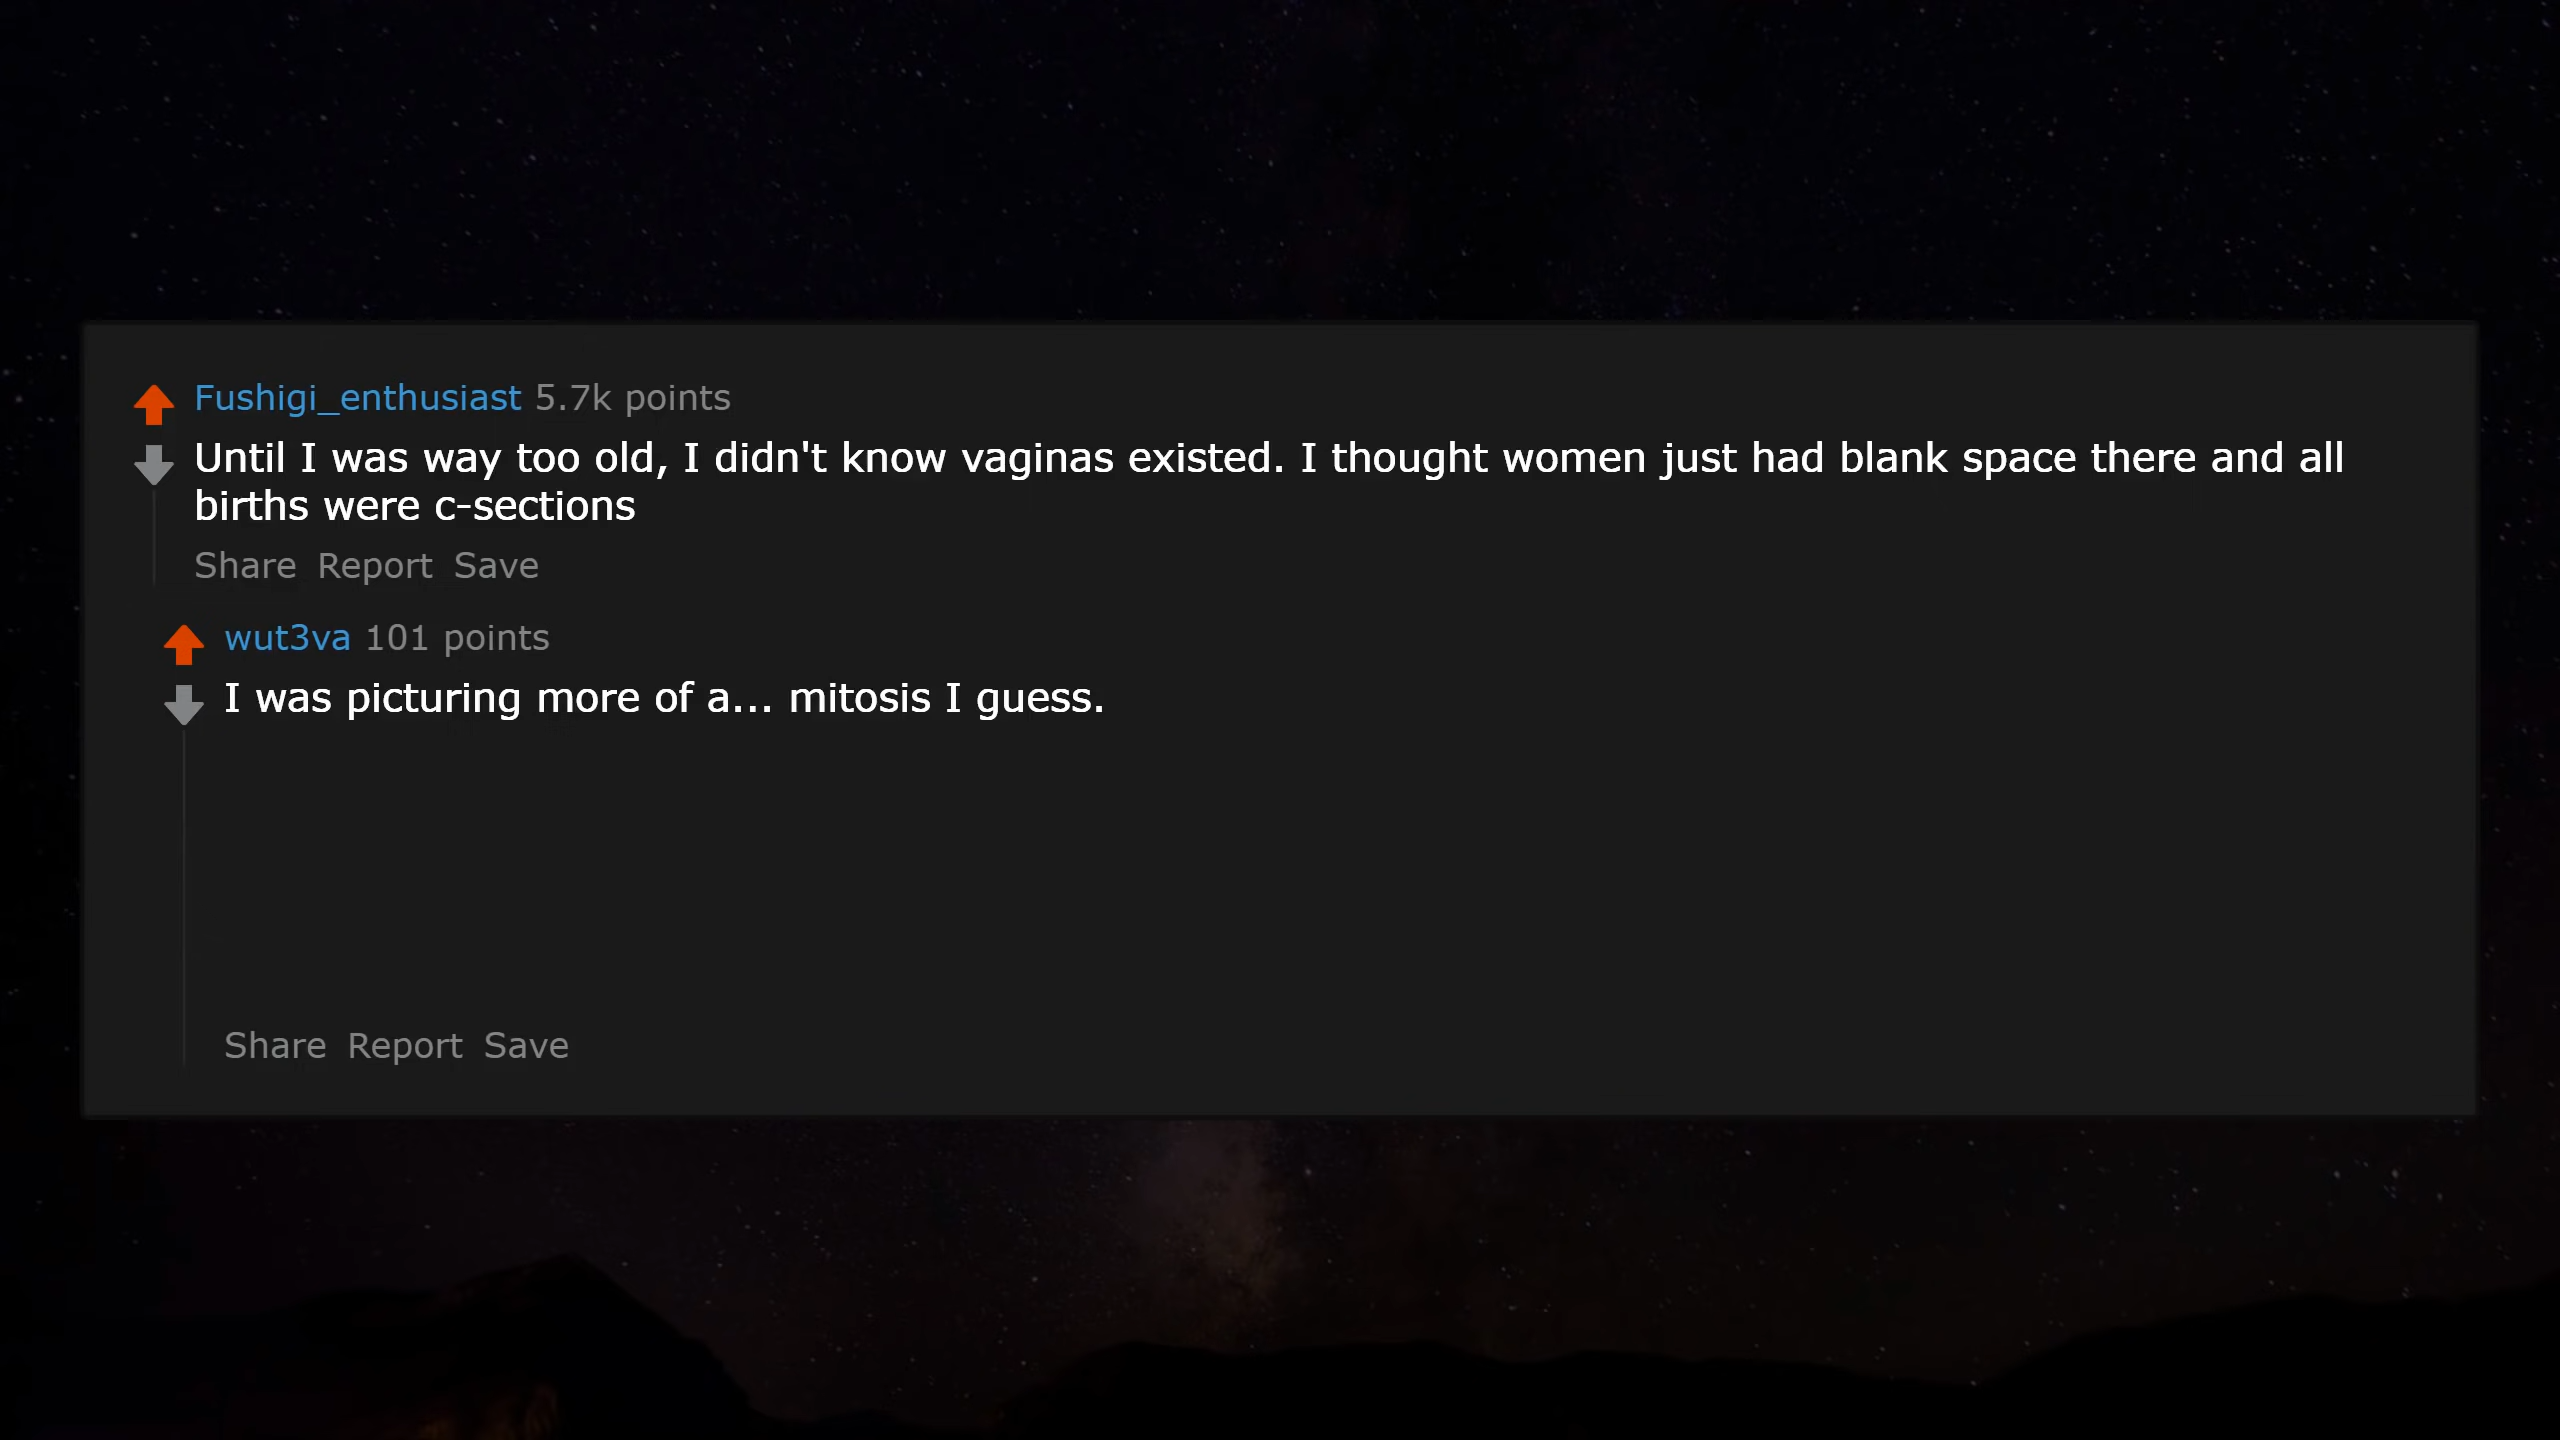 Fushigi_enthusiast 5.7k points
Until I was way too old, I didn't know vaginas existed. I thought women just had blank space there and all
births were c-sections
Share Report Save
wut3va 101 points
I was picturing more of a... mitosis I guess.
Share Report Save